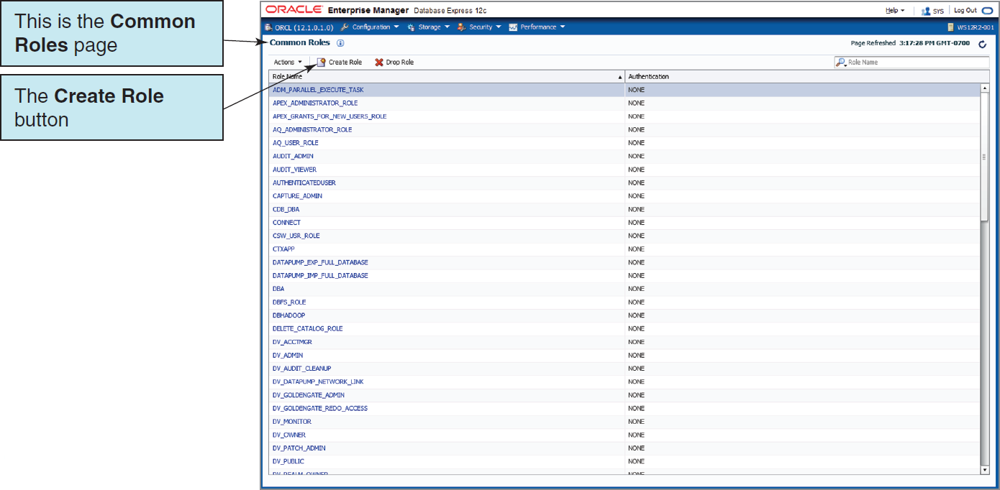 This is the Common
Roles page
The Create Role
button
ORACLE Enterprise Manager Database Express 12c
Help SYS Log Out
ORCL (12.1.0.1.0) Configuration Storage Security Performance WS12R2-001
Common Roles Page Refreshed 3:17:28 PM GMT-0700
Actions Create Role Drop Role Role Name
Role Name Authentication
ADM_PARALLEL_EXECUTE_TASK NONE
APEX_ADMINISTRATOR_ROLE NONE
APEX_GRANTS_FOR_NEW_USERS_ROLE NONE
AQ_ADMINISTRATOR_ROLE NONE
AQ_USER_ROLE NONE
AUDIT_ADMIN NONE
AUDIT_VIEWER NONE
AUTHENTICATEDUSER NONE
CAPTURE_ADMIN NONE
CDB_DBA NONE
CONNECT NONE
CSW_USR_ROLE NONE
CTXAPP NONE
DATAPUMP_EXP_FULL_DATABASE NONE
DATAPUMP_IMP_FULL_DATABASE NONE
DBA NONE
DBFS_ROLE NONE
DBHADOOP NONE
DELETE_CATALOG_ROLE NONE
DV_ACCTMGR NONE
DV_ADMIN NONE
DV_AUDIT_CLEANUP NONE
DV_DATAPUMP_NETWORK_LINK NONE
DV_GOLDENGATE_ADMIN NONE
DV_GOLDENGATE_REDO_ACCESS NONE
DV_MONITOR NONE
DV_OWNER NONE
DV_PATCH_ADMIN NONE
DV_PUBLIC NONE
DV_REALM_OWNER NONE